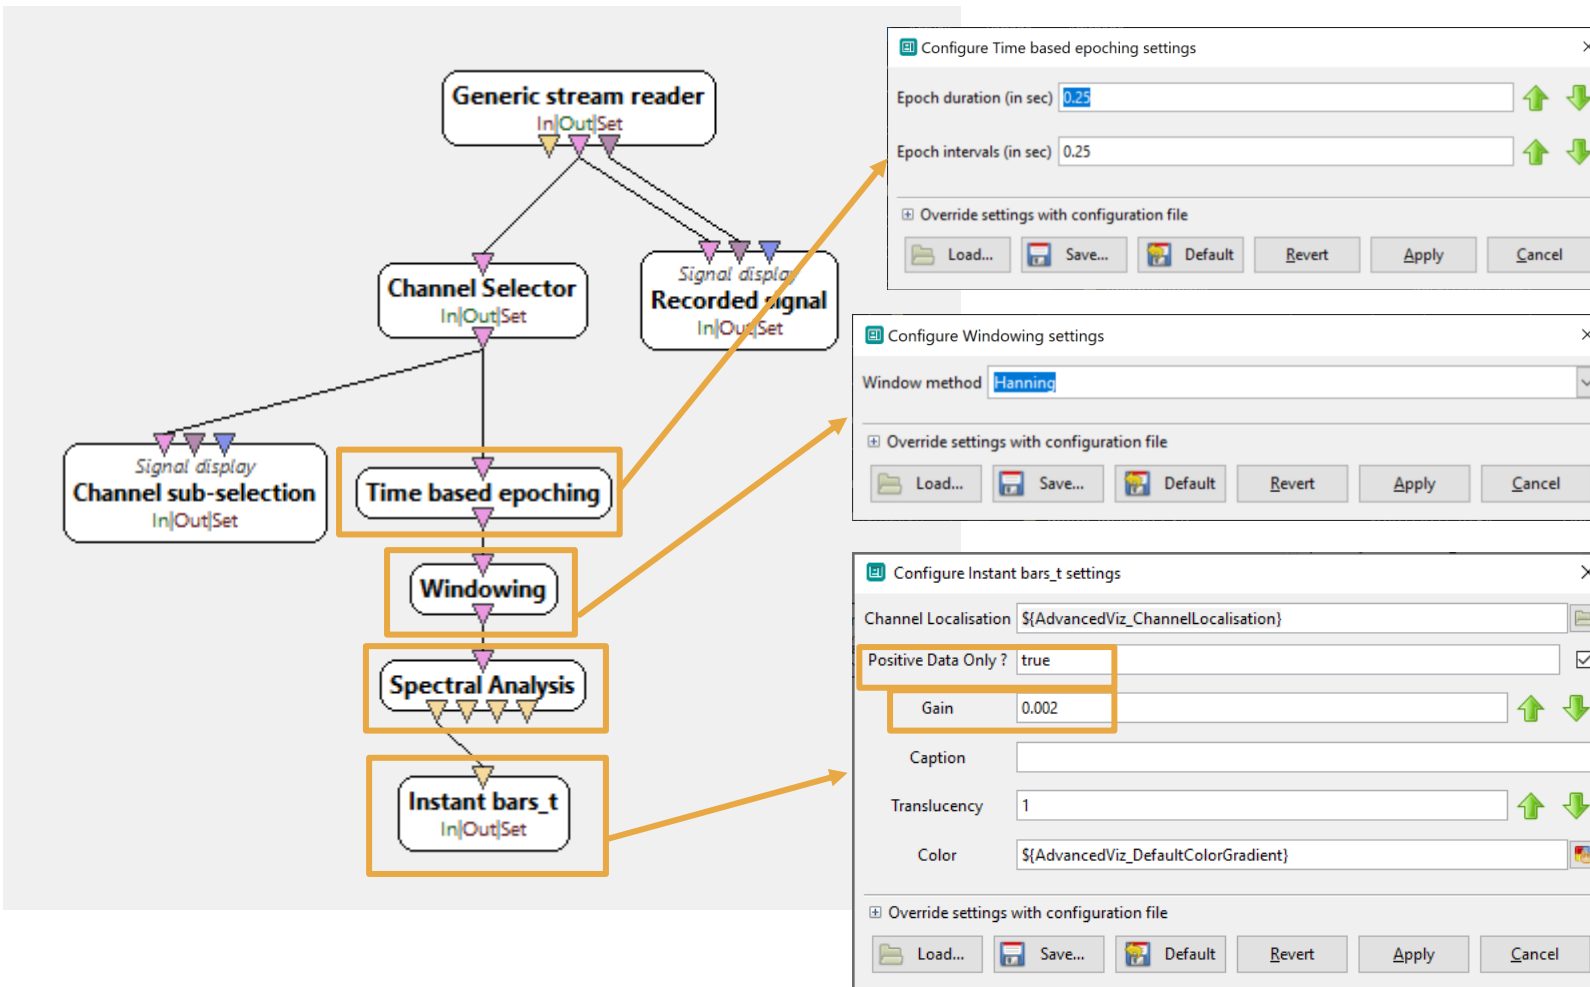 Generic stream reader
In|Out|Set
Channel Selector
In|Out|Set
Signal display
Recorded signal
In|Out|Set
Signal display
Channel sub-selection
In|Out|Set
Time based epoching
Windowing
Spectral Analysis
Instant bars_t
In|Out|Set
Configure Time based epoching settings
Epoch duration (in sec) 0.25
Epoch intervals (in sec) 0.25
Override settings with configuration file
Load... Save... Default Revert Apply Cancel
Configure Windowing settings
Window method Hanning
Override settings with configuration file
Load... Save... Default Revert Apply Cancel
Configure Instant bars_t settings
Channel Localisation ${AdvancedViz_ChannelLocalisation}
Positive Data Only ? true
Gain 0.002
Caption
Translucency 1
Color ${AdvancedViz_DefaultColorGradient}
Override settings with configuration file
Load... Save... Default Revert Apply Cancel